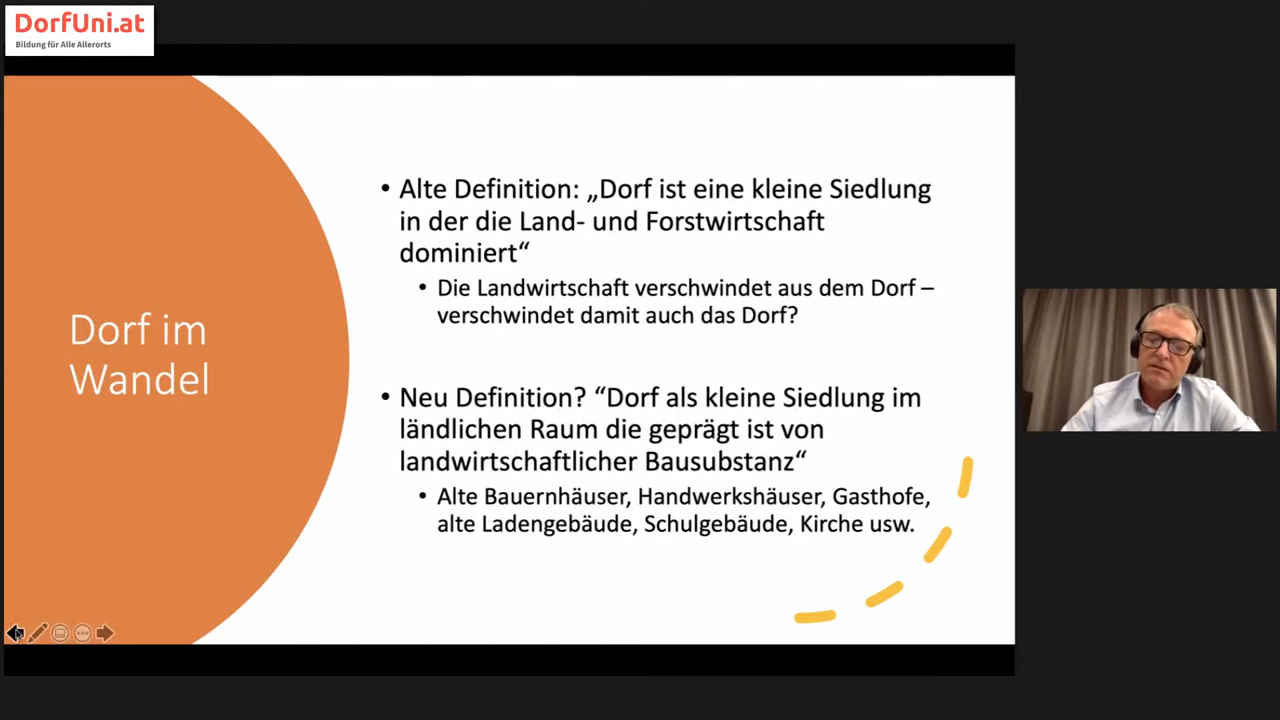 DorfUni.at
Bildung für Alle Allerorts
Dorf im
Wandel
• Alte Definition: „Dorf ist eine kleine Siedlung
in der die Land- und Forstwirtschaft
dominiert“
• Die Landwirtschaft verschwindet aus dem Dorf –
verschwindet damit auch das Dorf?
• Neu Definition? “Dorf als kleine Siedlung im
ländlichen Raum die geprägt ist von
landwirtschaftlicher Bausubstanz“
• Alte Bauernhäuser, Handwerkshäuser, Gasthofe,
alte Ladengebäude, Schulgebäude, Kirche usw.